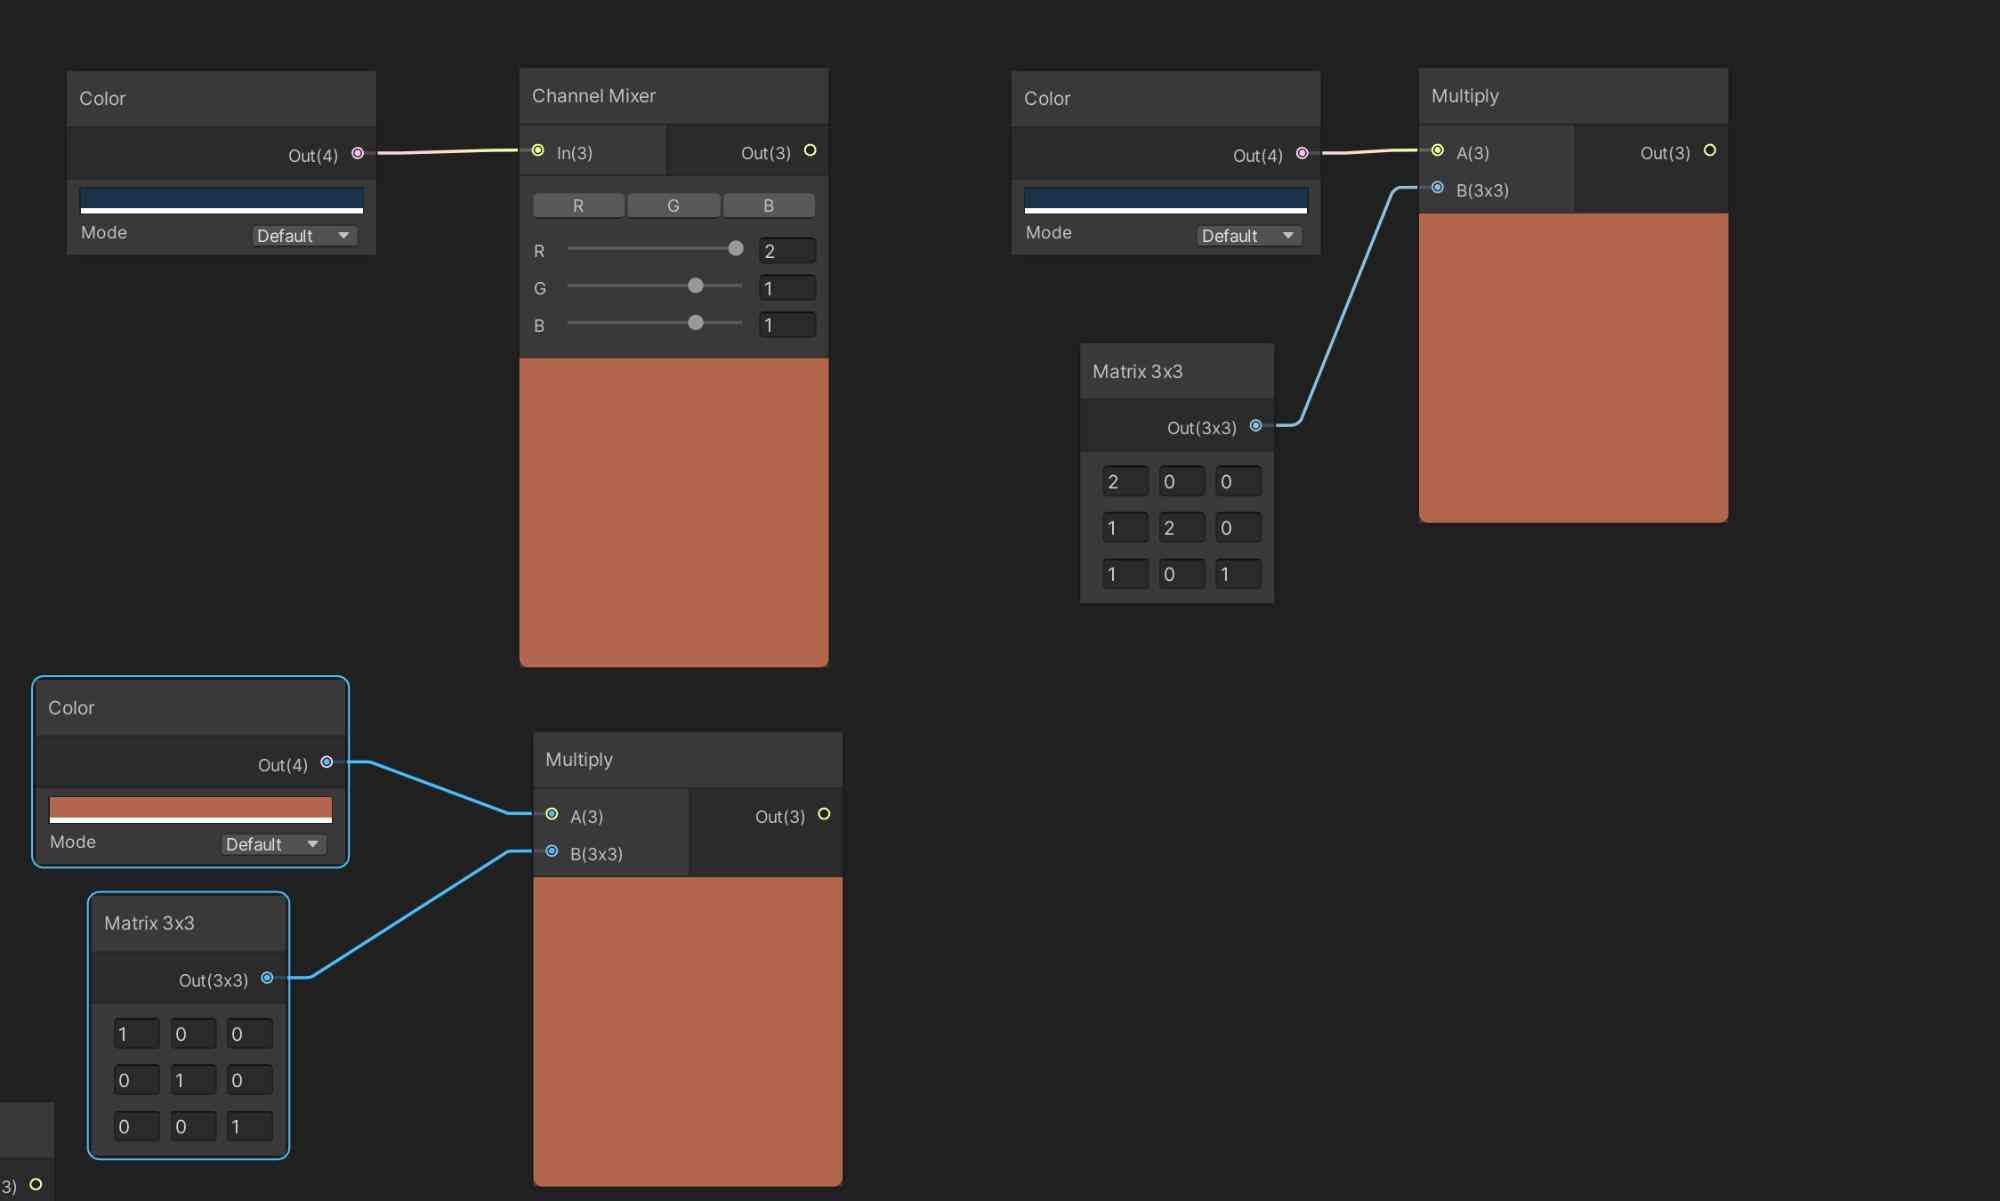 Color
Out(4)
Mode
Default
Channel Mixer
In(3)
Out(3)
R G B
R 2
G 1
B 1
Color
Out(4)
Mode
Default
Multiply
A(3)
Out(3)
B(3x3)
Matrix 3x3
Out(3x3)
2 0 0
1 2 0
1 0 1
Color
Out(4)
Mode
Default
Matrix 3x3
Out(3x3)
1 0 0
0 1 0
0 0 1
Multiply
A(3)
Out(3)
B(3x3)
3)